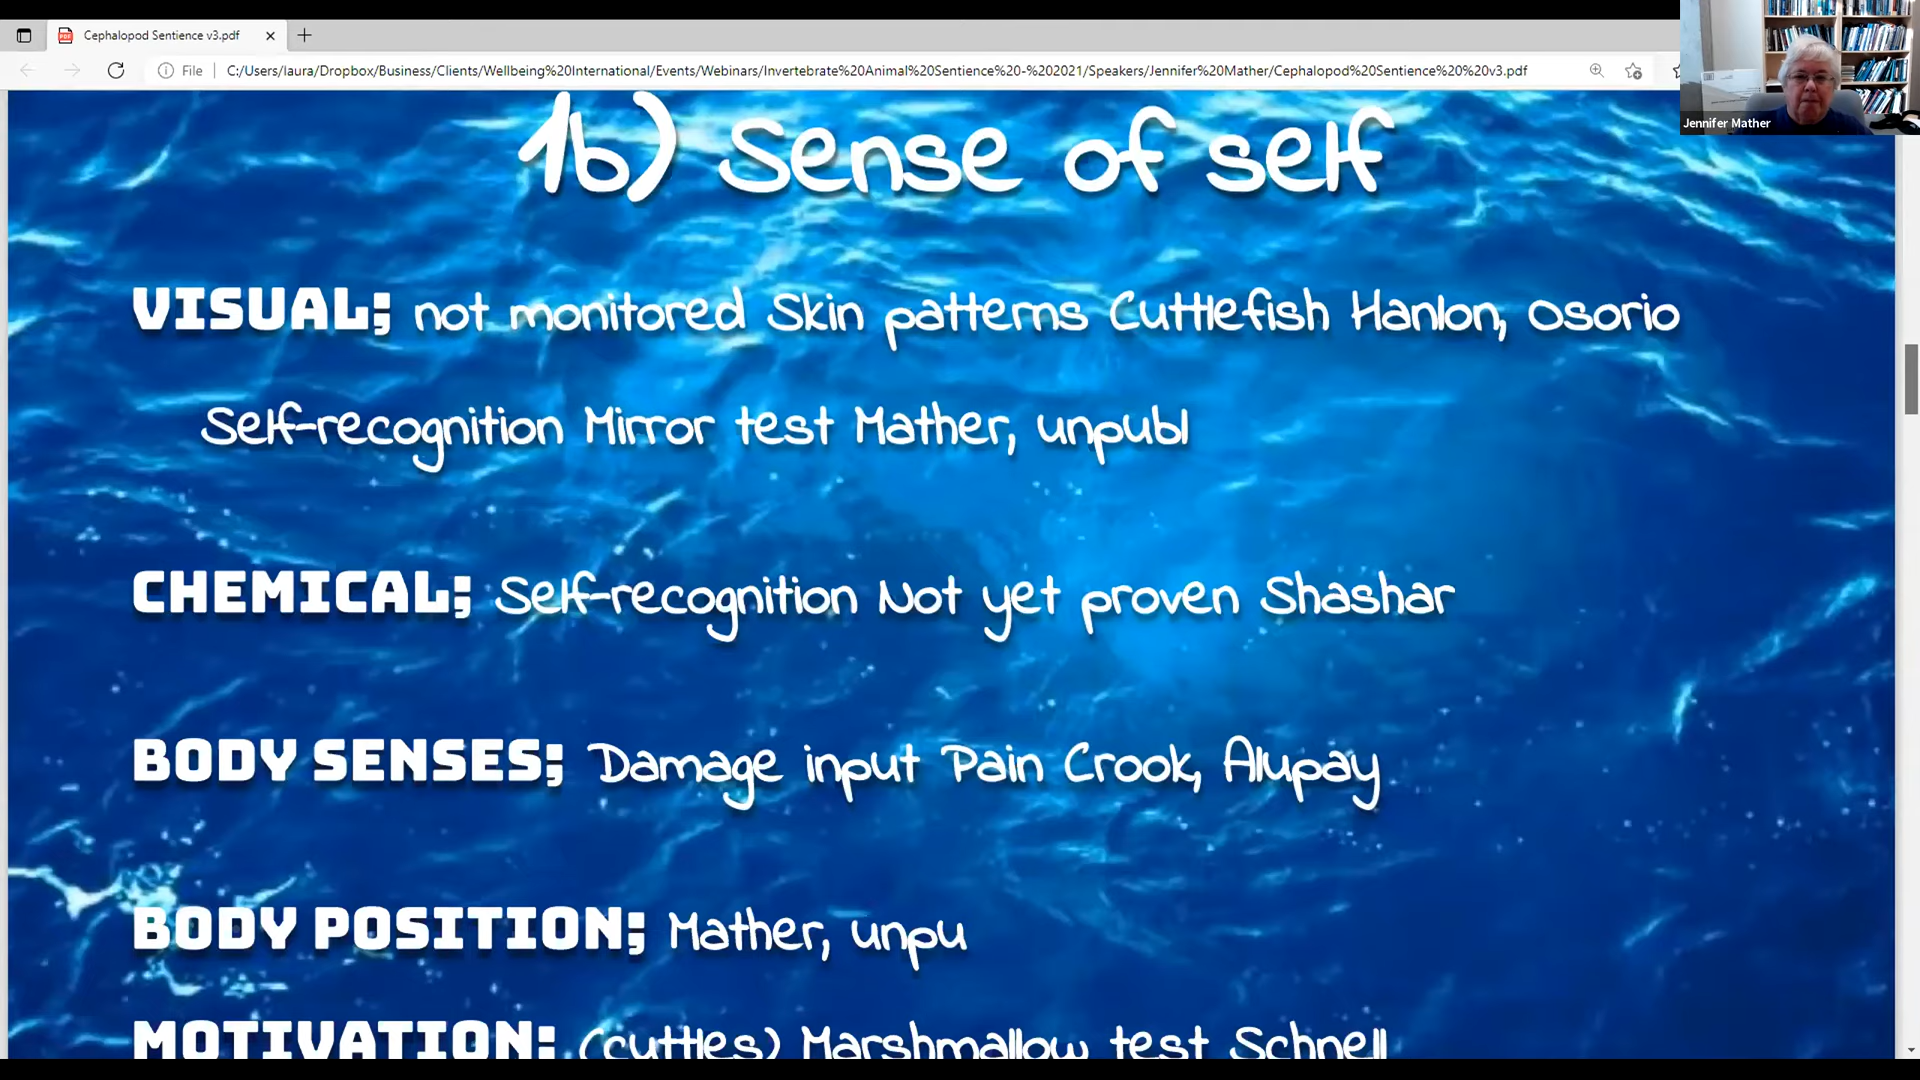 Cephalopod Sentience v3.pdf
File
C:/Users/laura/Dropbox/Business/Clients/Wellbeing%20International/Events/Webinars/Invertebrate%20Animal%20Sentience%20-%202021/Speakers/Jennifer%20Mather/Cephalopod%20Sentience%20%20v3.pdf
Jennifer Mather
1b) Sense of self
VISUAL; not monitored Skin patterns Cuttlefish Hanlon, Osorio
Self-recognition Mirror test Mather, unpubl
CHEMICAL; Self-recognition Not yet proven Shashar
BODY SENSES; Damage input Pain Crook, Alupay
BODY POSITION; Mather, unpu
MOTIVATION; (cuttles) Marshmallow test Schnell